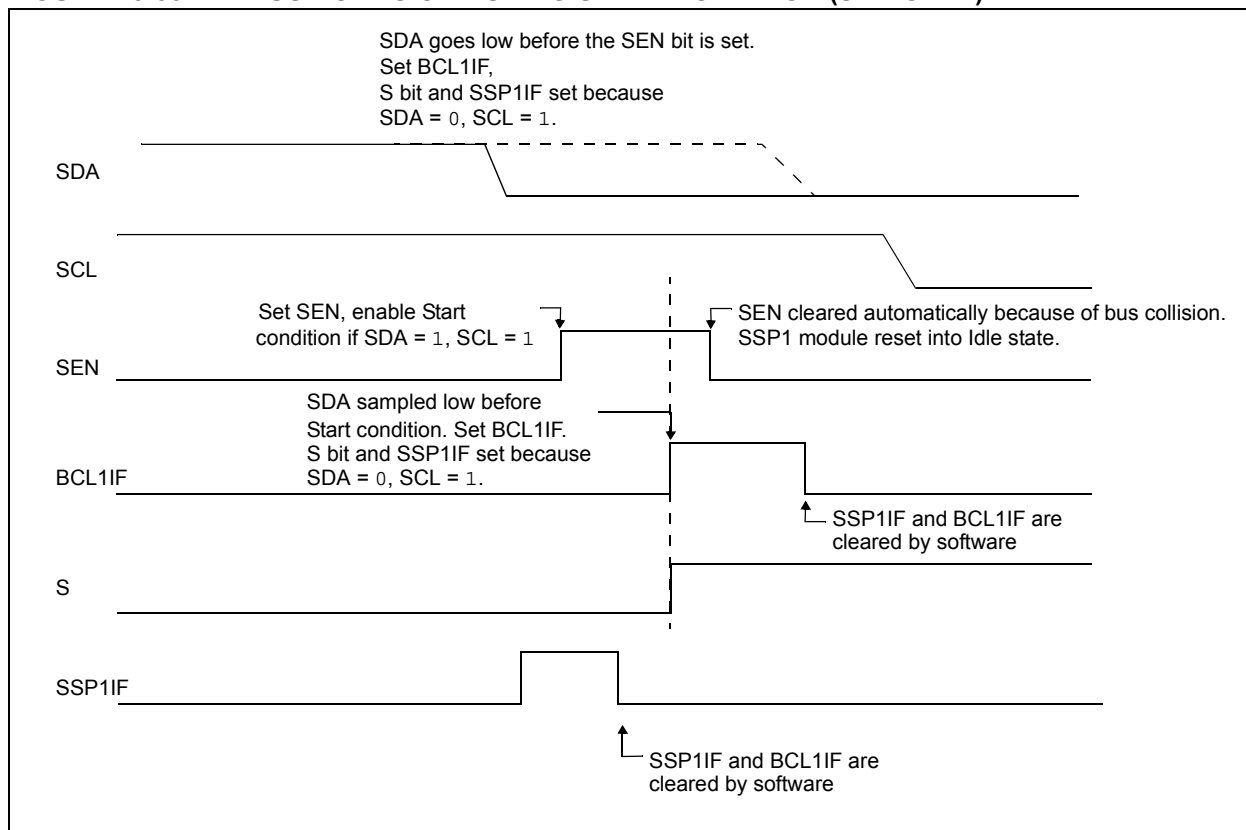 SDA goes low before the SEN bit is set.
Set BCL1IF,
S bit and SSP1IF set because
SDA = 0, SCL = 1.
SDA
SCL
Set SEN, enable Start
condition if SDA = 1, SCL = 1
SEN cleared automatically because of bus collision.
SSP1 module reset into Idle state.
SEN
SDA sampled low before
Start condition. Set BCL1IF.
S bit and SSP1IF set because
SDA = 0, SCL = 1.
BCL1IF
SSP1IF and BCL1IF are
cleared by software
S
SSP1IF
SSP1IF and BCL1IF are
cleared by software